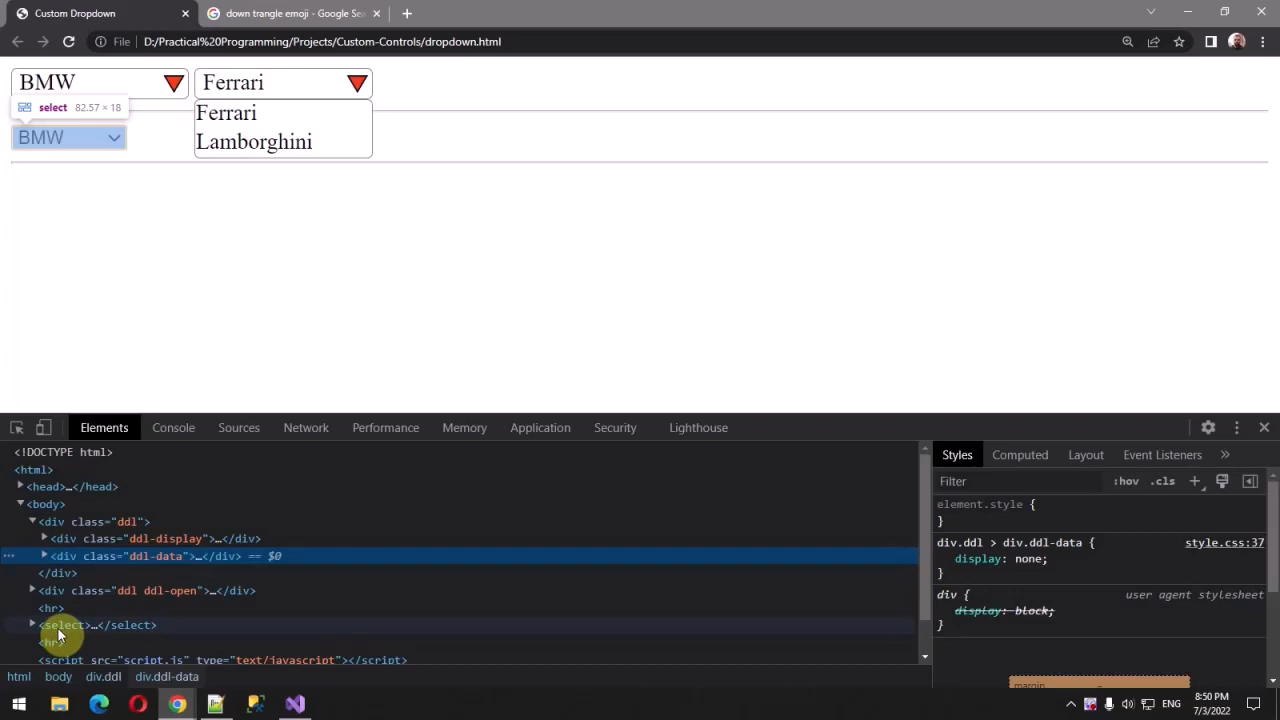 Custom Dropdown
down trangle emoji - Google Sea
File
D:/Practical%20Programming/Projects/Custom-Controls/dropdown.html
BMW
Ferrari
select 82.57 × 18
Ferrari
BMW
Lamborghini
Elements Console Sources Network Performance Memory Application Security Lighthouse
<!DOCTYPE html>
<html>
<head>…</head>
<body>
<div class="ddl">
<div class="ddl-display">…</div>
<div class="ddl-data">…</div> == $0
</div>
<div class="ddl ddl-open">…</div>
<hr>
<select>…</select>
<hr>
<script src="script.js" type="text/javascript"></script>
html body div.ddl div.ddl-data
Styles Computed Layout Event Listeners
Filter
:hov .cls
element.style {
}
div.ddl > div.ddl-data { style.css:37
display: none;
}
div { user agent stylesheet
display: block;
}
margin
8:50 PM
7/3/2022